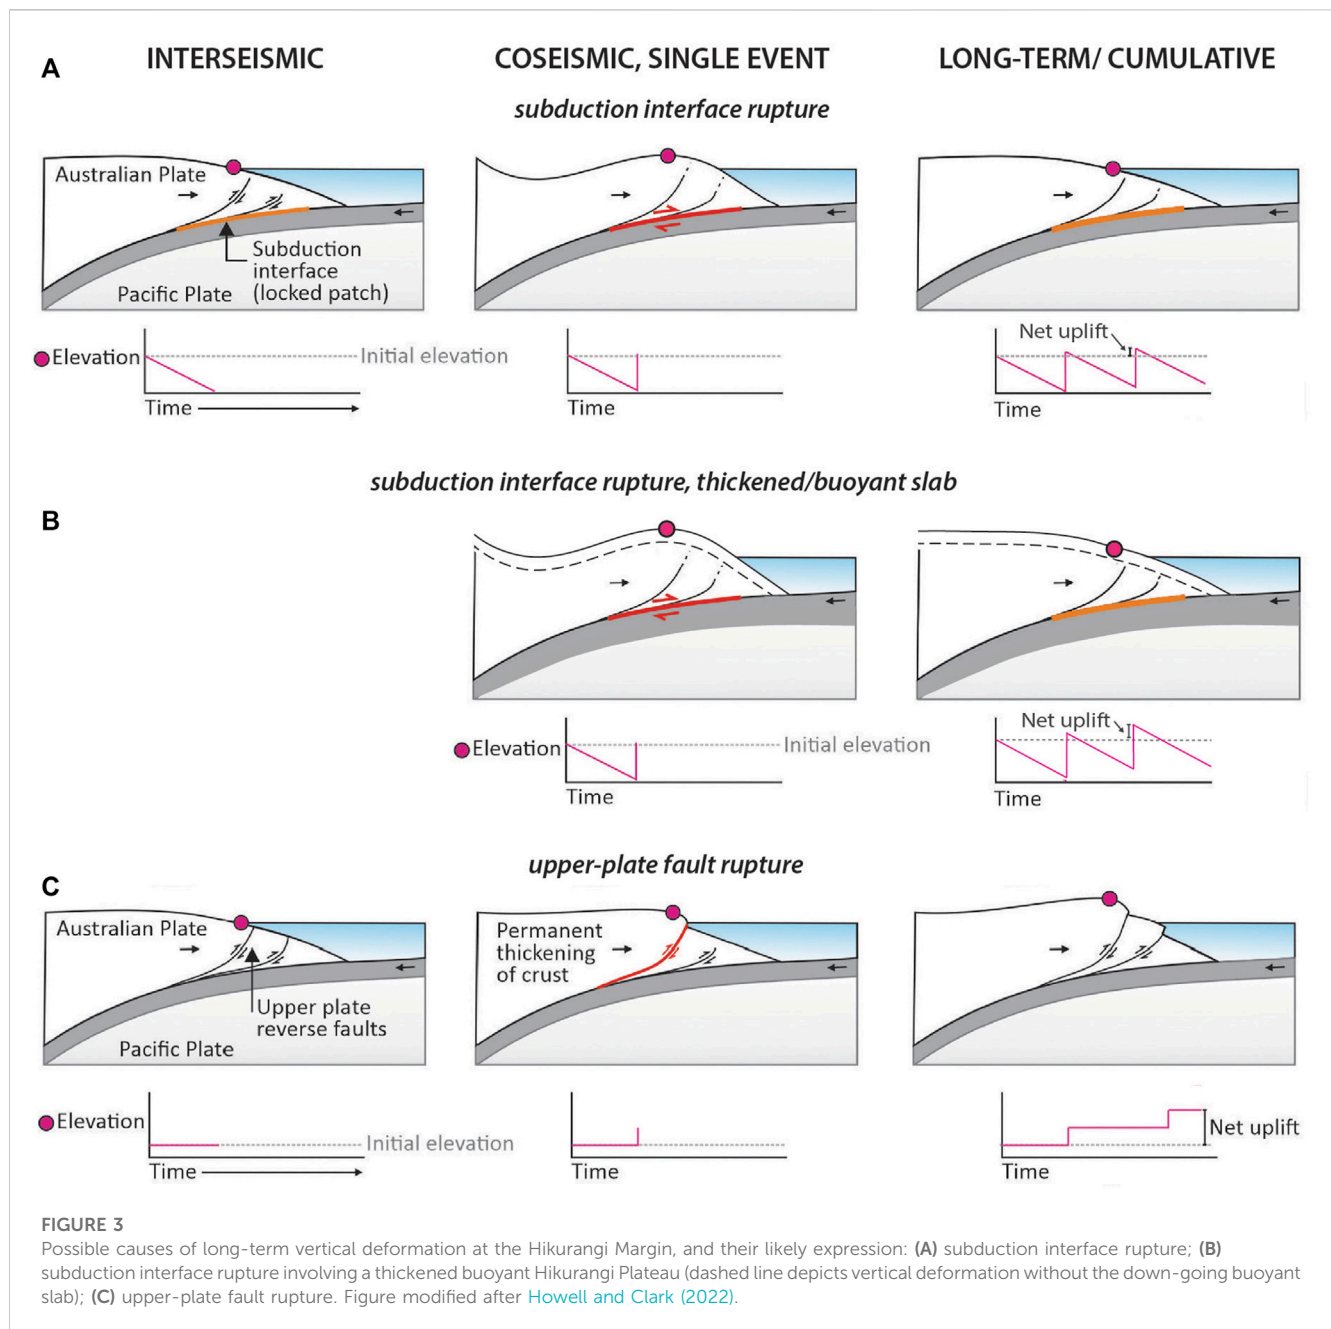 A
INTERSEISMIC
COSEISMIC, SINGLE EVENT
LONG-TERM/ CUMULATIVE
subduction interface rupture
Australian Plate
Subduction
interface
(locked patch)
Pacific Plate
Elevation
Initial elevation
Time
Time
Net uplift
Time
subduction interface rupture, thickened/buoyant slab
B
Elevation
Initial elevation
Time
Net uplift
Time
upper-plate fault rupture
C
Australian Plate
Upper plate
reverse faults
Pacific Plate
Permanent
thickening
of crust
Elevation
Initial elevation
Time
Time
Net uplift
Time
FIGURE 3
Possible causes of long-term vertical deformation at the Hikurangi Margin, and their likely expression: (A) subduction interface rupture; (B)
subduction interface rupture involving a thickened buoyant Hikurangi Plateau (dashed line depicts vertical deformation without the down-going buoyant
slab); (C) upper-plate fault rupture. Figure modified after Howell and Clark (2022).